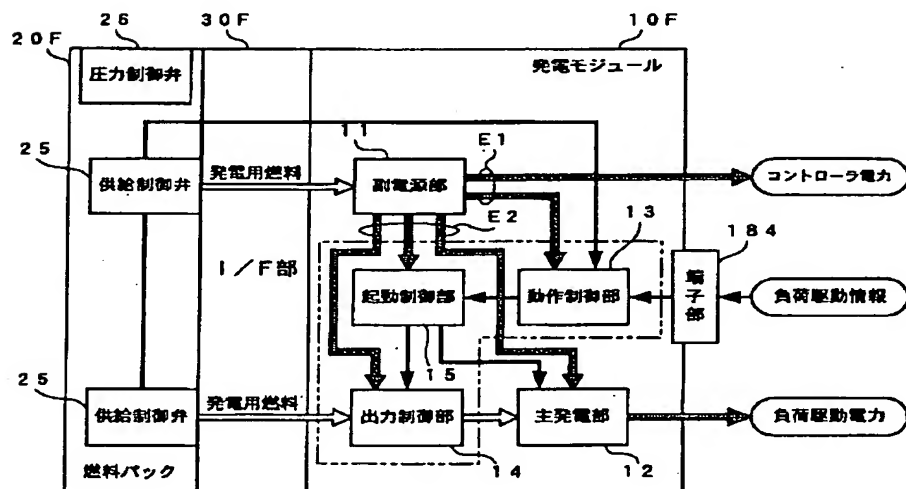 ２６
３０Ｆ
１０Ｆ
２０Ｆ
圧力制御弁
発電モジュール
１１
Ｅ１
２５
供給制御弁
発電用燃料
副電源部
コントローラ電力
Ｅ２
１３
１８４
Ｉ／Ｆ部
起動制御部
動作制御部
端子部
負荷駆動情報
１５
２５
供給制御弁
発電用燃料
出力制御部
主発電部
負荷駆動電力
燃料パック
１４
１２